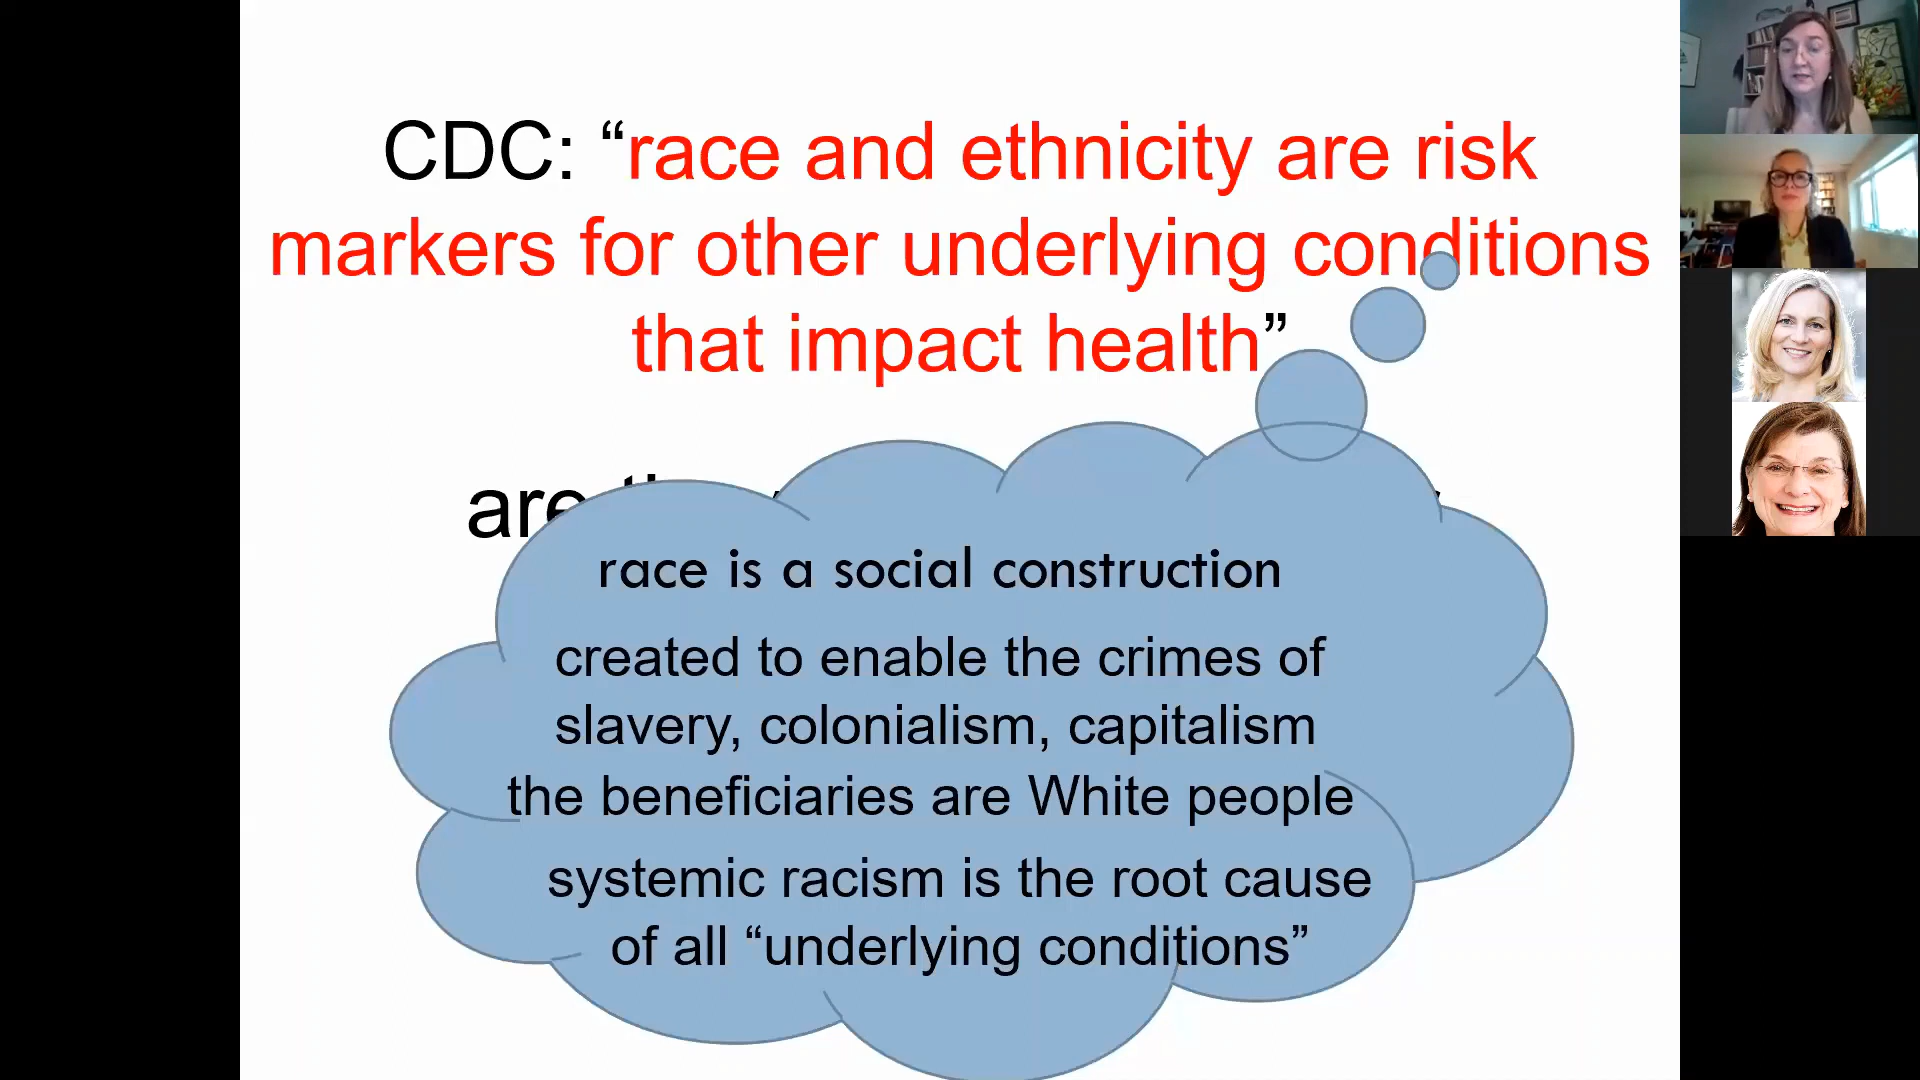 CDC: “race and ethnicity are risk
markers for other underlying conditions
that impact health”
are
race is a social construction
created to enable the crimes of
slavery, colonialism, capitalism
the beneficiaries are White people
systemic racism is the root cause
of all “underlying conditions”